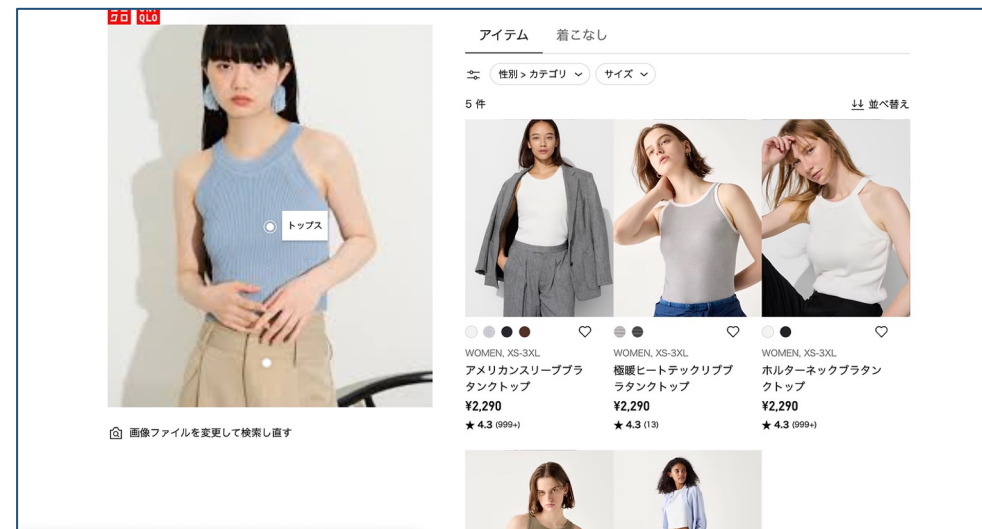 クロ QLO
アイテム 着こなし
性別 > カテゴリ サイズ
5 件
並べ替え
トップス
WOMEN, XS-3XL
アメリカンスリーブブラ
タンクトップ
¥2,290
★ 4.3 (999+)
WOMEN, XS-3XL
極暖ヒートテックリブブ
ラタンクトップ
¥2,290
★ 4.3 (13)
WOMEN, XS-3XL
ホルターネックブラタン
クトップ
¥2,290
★ 4.3 (999+)
画像ファイルを変更して検索し直す